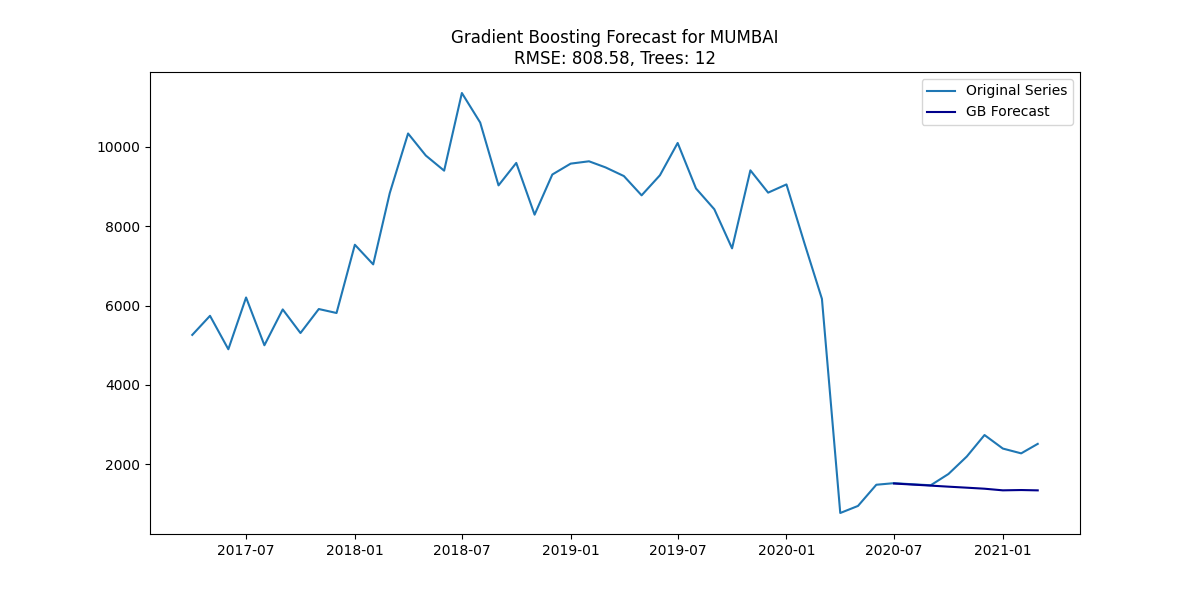 Gradient Boosting Forecast for MUMBAI
RMSE: 808.58, Trees: 12
Original Series
GB Forecast
10000
8000
6000
4000
2000
2017-07 2018-01 2018-07 2019-01 2019-07 2020-01 2020-07 2021-01